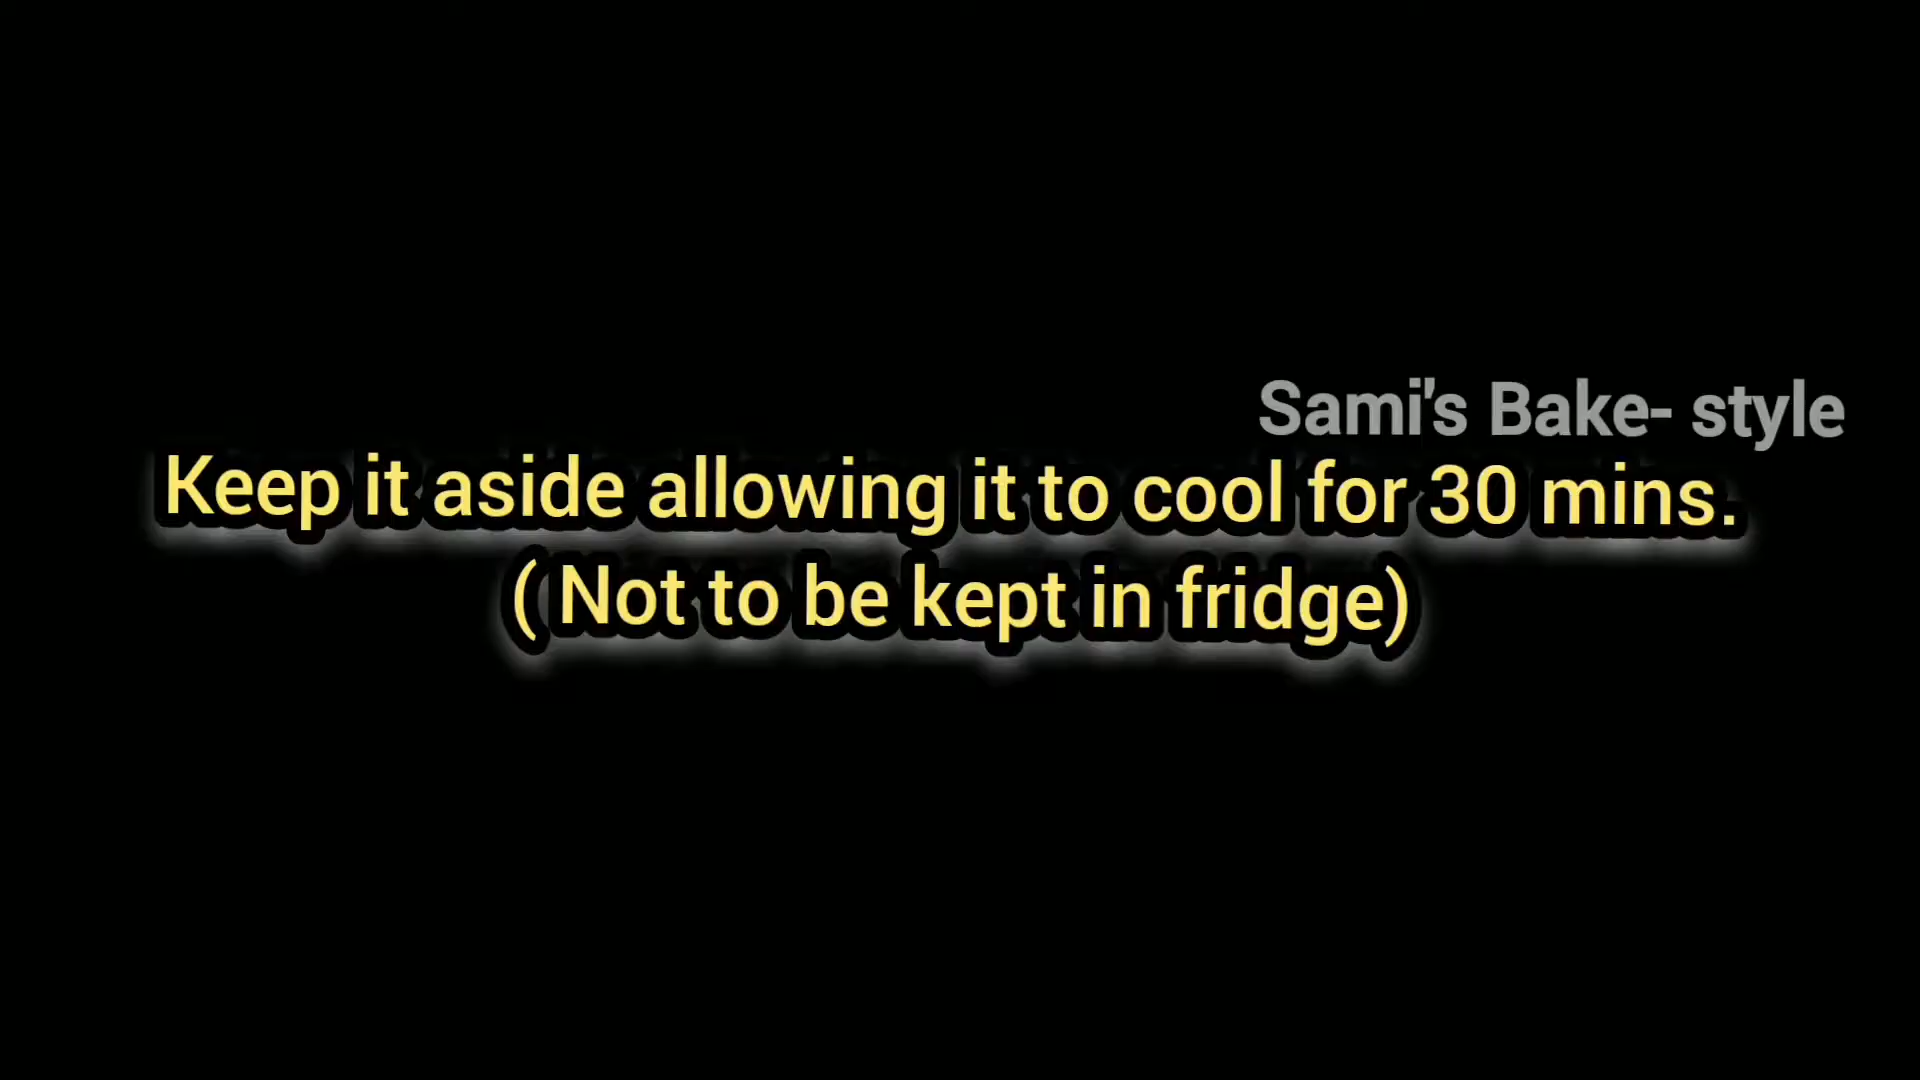 Sami's Bake- style
Keep it aside allowing it to cool for 30 mins.
( Not to be kept in fridge)